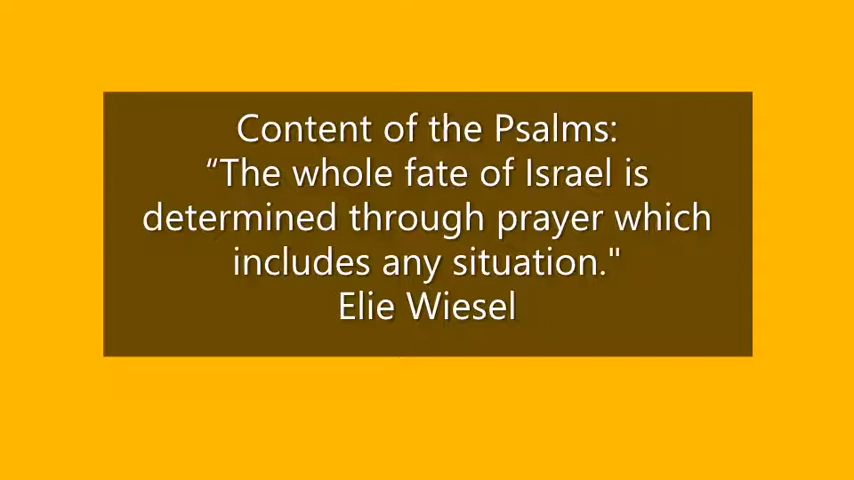 Content of the Psalms:
“The whole fate of Israel is
determined through prayer which
includes any situation."
Elie Wiesel